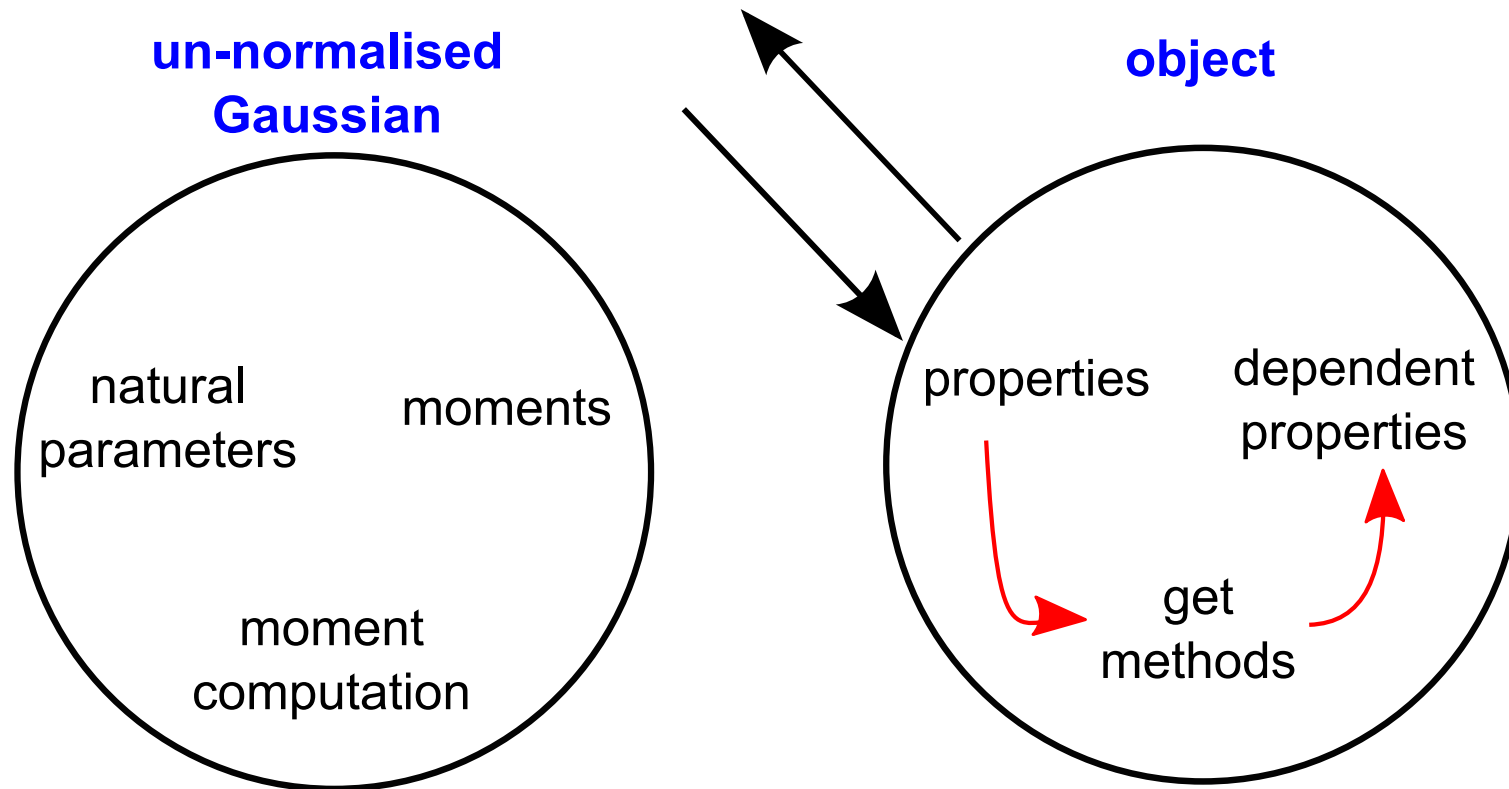 un-normalised
Gaussian
natural
parameters
moments
moment
computation
object
properties
dependent
properties
get
methods